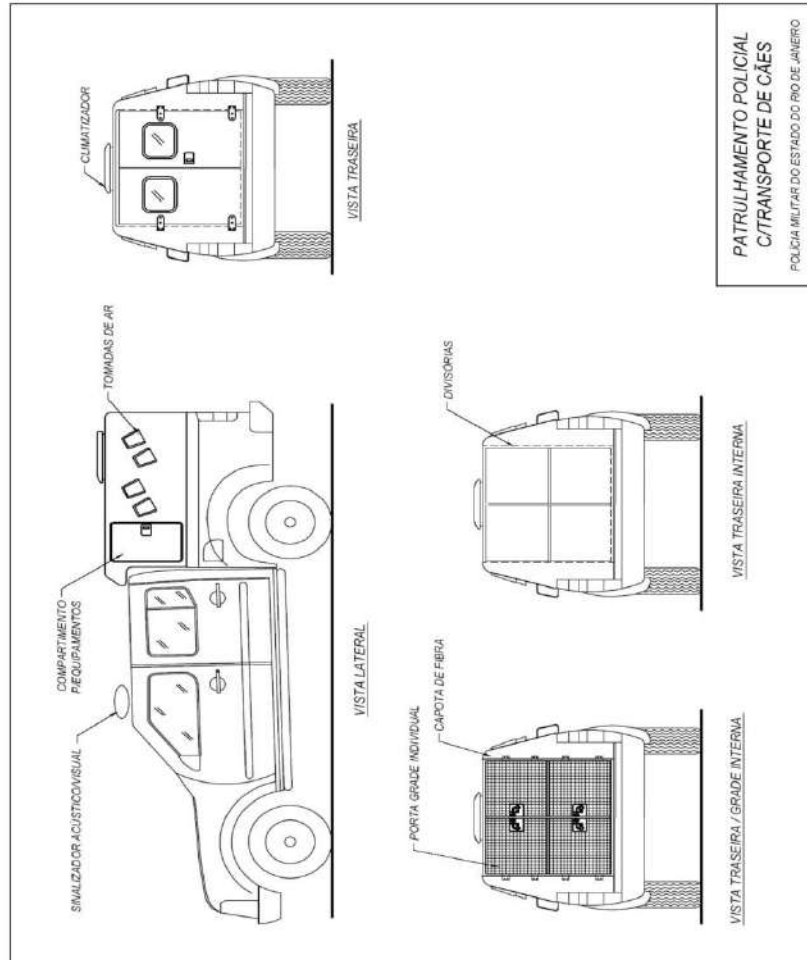 SINALIZADOR ACÚSTICO/VISUAL
COMPARTIMENTO
P/EQUIPAMENTOS
TOMADAS DE AR
CLIMATIZADOR
VISTA LATERAL
VISTA TRASEIRA
PORTA GRADE INDIVIDUAL
CAPOTA DE FIBRA
DIVISÓRIAS
VISTA TRASEIRA / GRADE INTERNA
VISTA TRASEIRA INTERNA
PATRULHAMENTO POLICIAL
C/TRANSPORTE DE CÃES
POLÍCIA MILITAR DO ESTADO DO RIO DE JANEIRO